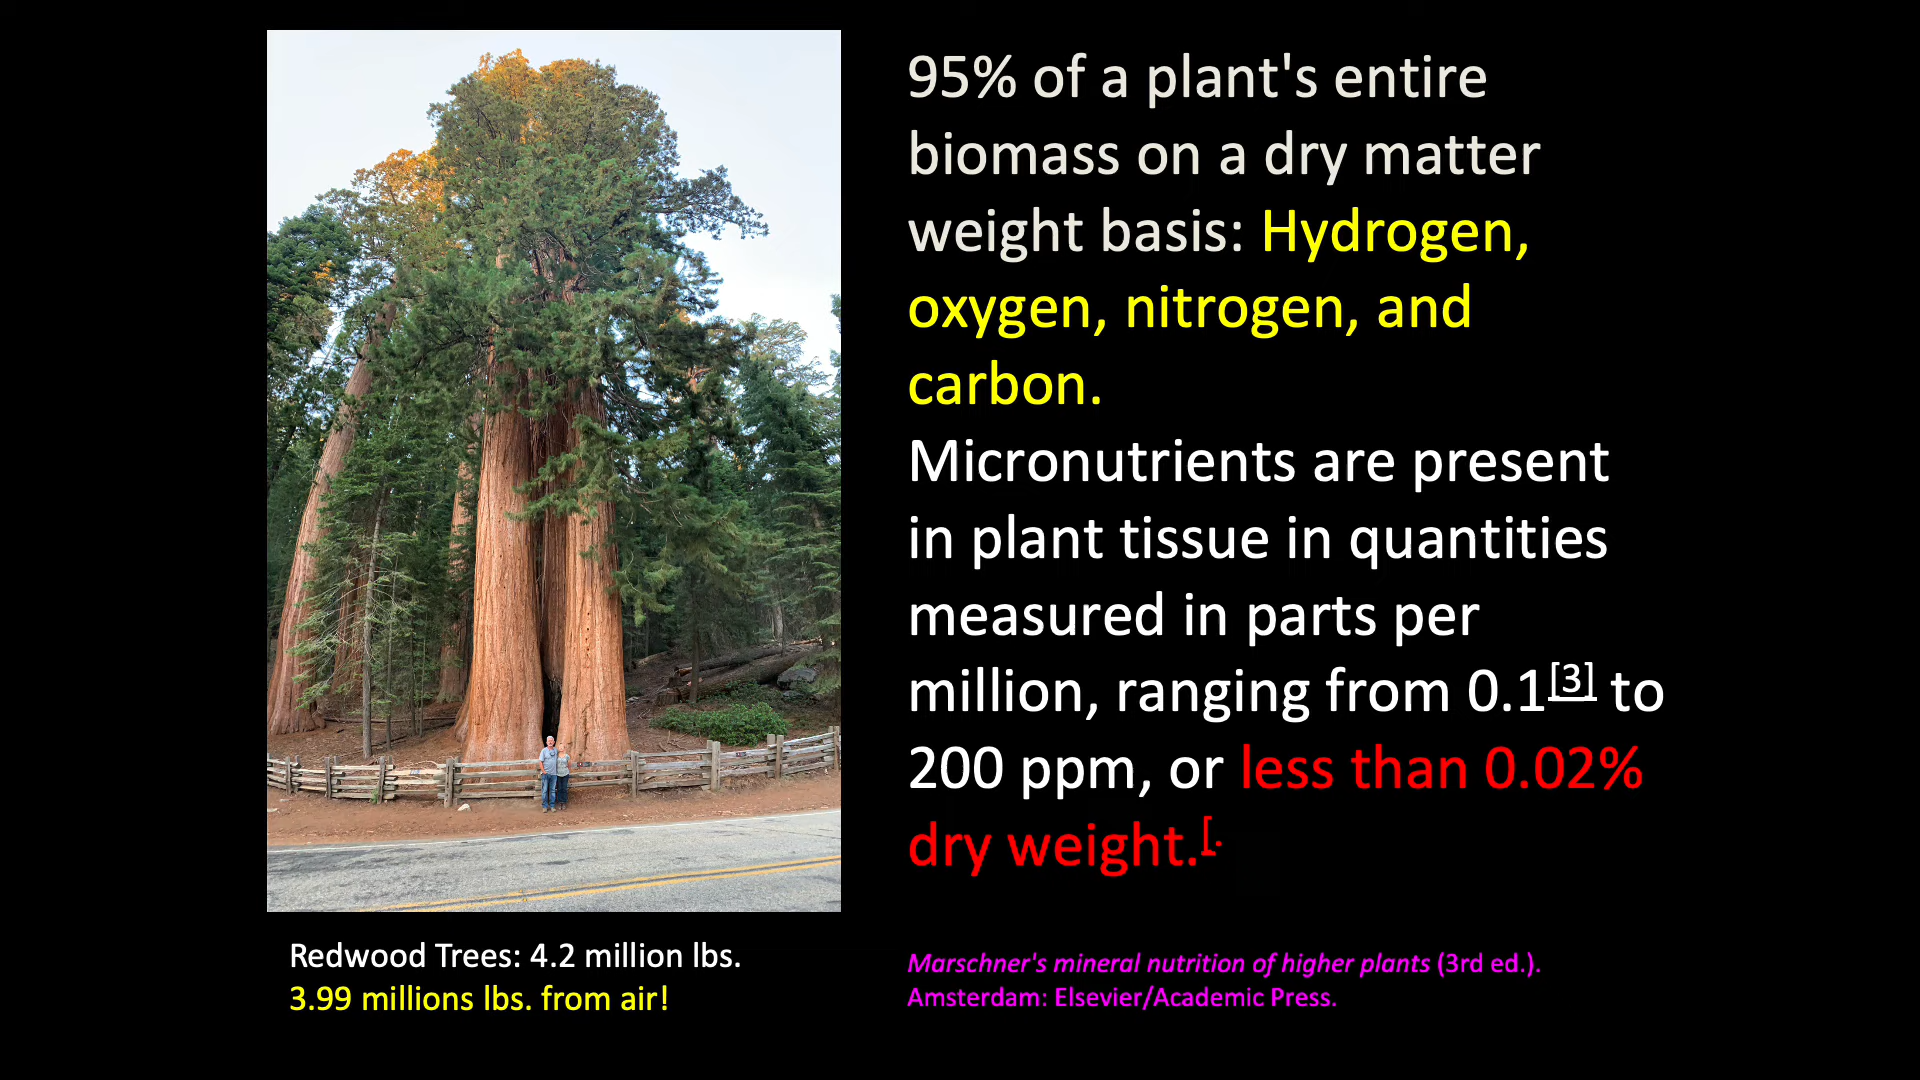 95% of a plant's entire
biomass on a dry matter
weight basis: Hydrogen,
oxygen, nitrogen, and
carbon.
Micronutrients are present
in plant tissue in quantities
measured in parts per
million, ranging from 0.1[3] to
200 ppm, or less than 0.02%
dry weight.[.
Redwood Trees: 4.2 million lbs.
3.99 millions lbs. from air!
Marschner's mineral nutrition of higher plants (3rd ed.).
Amsterdam: Elsevier/Academic Press.